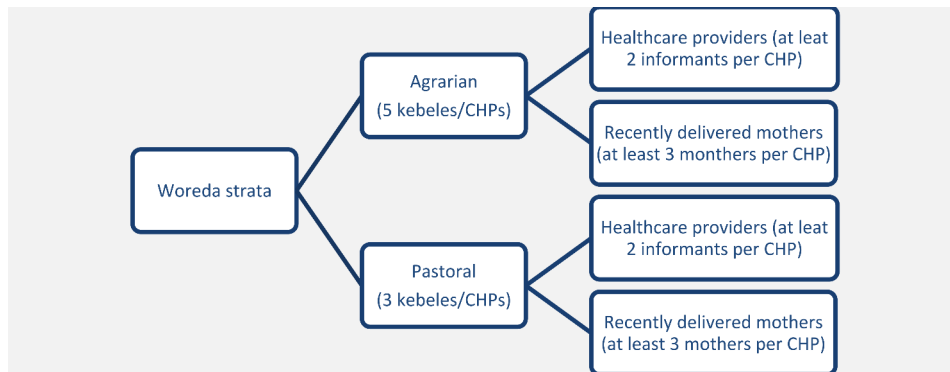 Healthcare providers (at leat
2 informants per CHP)
Agrarian
(5 kebeles/CHPs)
Recently delivered mothers
(at least 3 monthers per CHP)
Woreda strata
Healthcare providers (at leat
2 informants per CHP)
Pastoral
(3 kebeles/CHPs)
Recently delivered mothers
(at least 3 mothers per CHP)